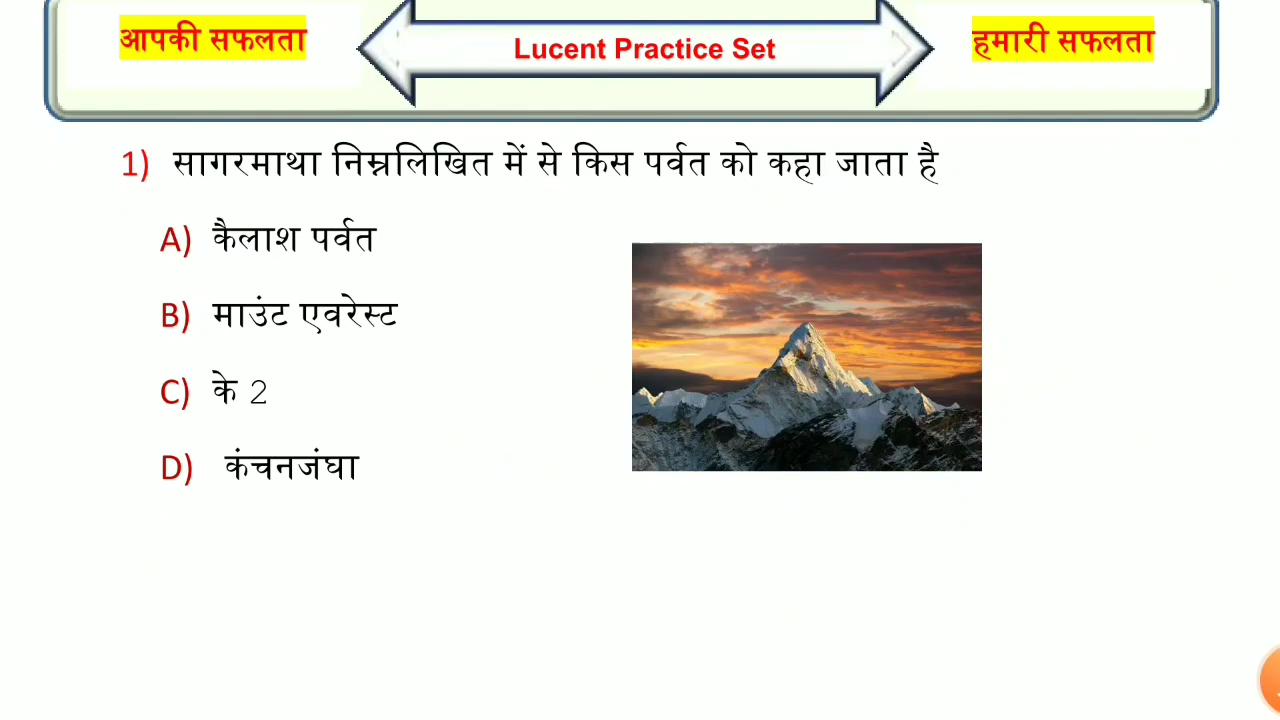 आपकी सफलता
Lucent Practice Set
हमारी सफलता
1) सागरमाथा निम्नलिखित में से किस पर्वत को कहा जाता है
A) कैलाश पर्वत
B) माउंट एवरेस्ट
C) के 2
D) कंचनजंघा